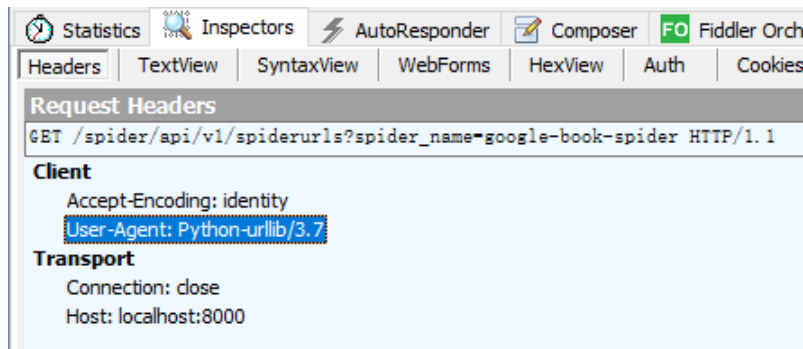 Statistics Inspectors AutoResponder Composer FO Fiddler Orch
Headers TextView SyntaxView WebForms HexView Auth Cookies
Request Headers
GET /spider/api/v1/spiderurls?spider_name=google-book-spider HTTP/1.1
Client
Accept-Encoding: identity
User-Agent: Python-urllib/3.7
Transport
Connection: close
Host: localhost:8000